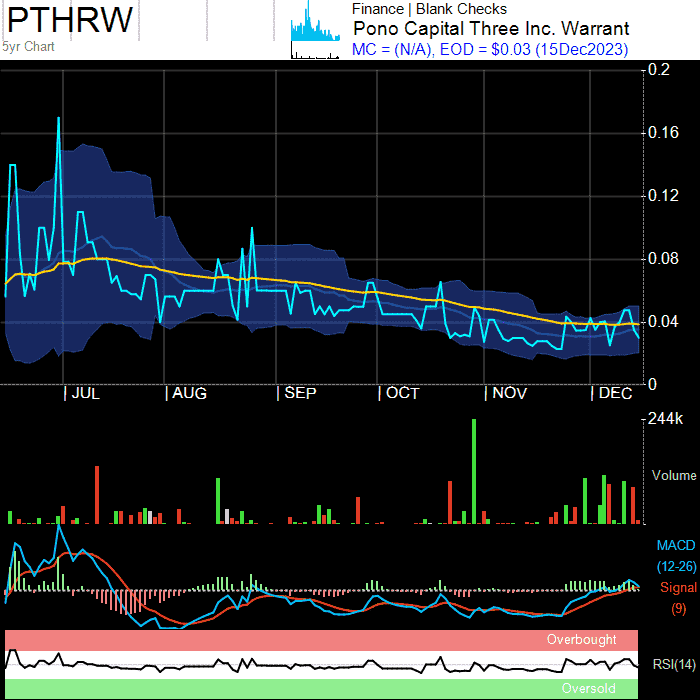 PTHRW
5yr Chart
Finance | Blank Checks
Pono Capital Three Inc. Warrant
MC = (N/A), EOD = $0.03 (15Dec2023)
0.2
0.16
0.12
0.08
0.04
0
| JUL | AUG | SEP | OCT | NOV | DEC
244k
Volume
MACD
(12-26)
Signal
(9)
Overbought
RSI(14)
Oversold